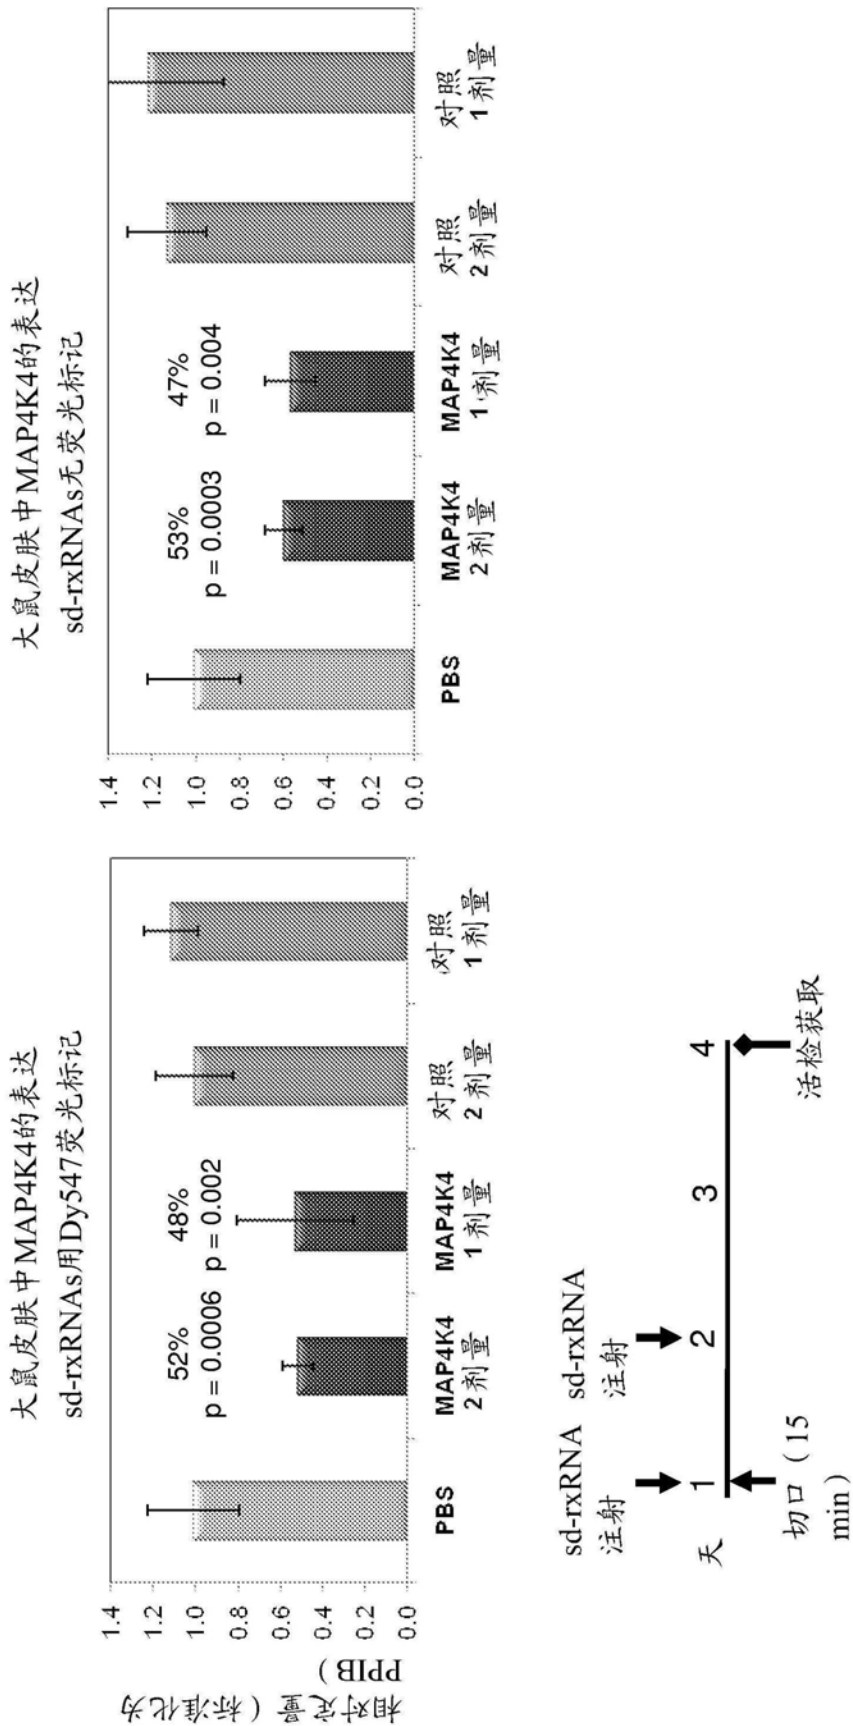 大鼠皮肤中MAP4K4的表达
sd-rxRNAs用Dy547荧光标记
相对定量（标准化为
PPIB）
1.4
1.2
1.0
0.8
0.6
0.4
0.2
0.0
52%
p = 0.0006
48%
p = 0.002
PBS
MAP4K4
2剂量
MAP4K4
1剂量
对照
2剂量
对照
1剂量
大鼠皮肤中MAP4K4的表达
sd-rxRNAs无荧光标记
1.4
1.2
1.0
0.8
0.6
0.4
0.2
0.0
53%
p = 0.0003
47%
p = 0.004
PBS
MAP4K4
2剂量
MAP4K4
1剂量
对照
2剂量
对照
1剂量
sd-rxRNA
注射
sd-rxRNA
注射
天 1 2 3 4
切口（15
min）
活检获取